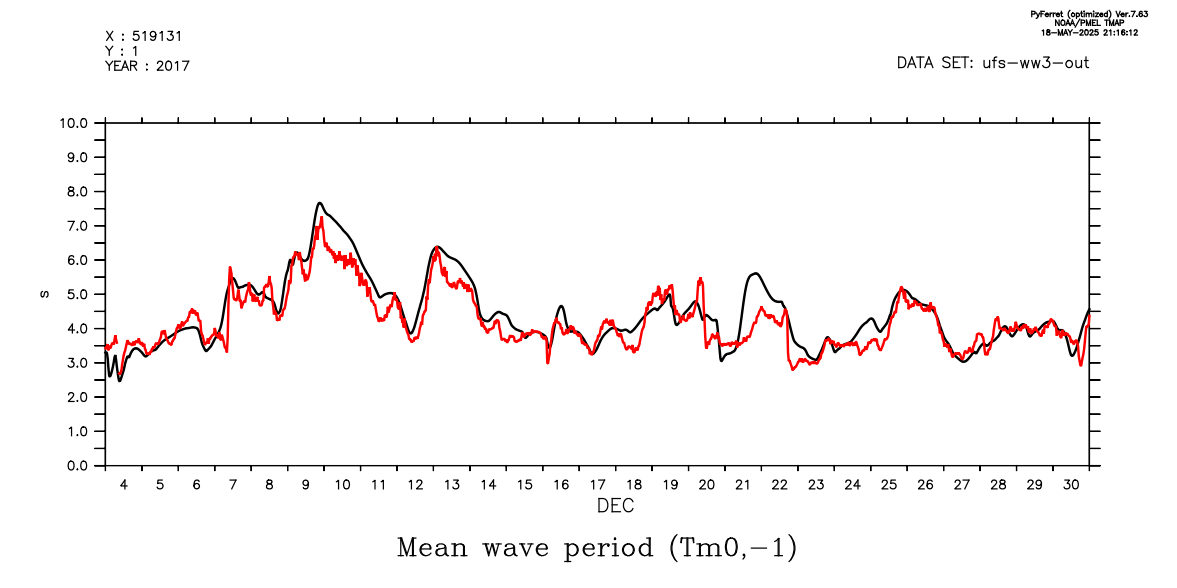 PyFerret (optimized) Ver.7.63
NOAA/PMEL TMAP
18-MAY-2025 21:16:12
X : 519131
Y : 1
YEAR : 2017
DATA SET: ufs-ww3-out
10.0
9.0
8.0
7.0
6.0
5.0
4.0
3.0
2.0
1.0
0.0
s
4 5 6 7 8 9 10 11 12 13 14 15 16 17 18 19 20 21 22 23 24 25 26 27 28 29 30
DEC
Mean wave period (Tm0,-1)